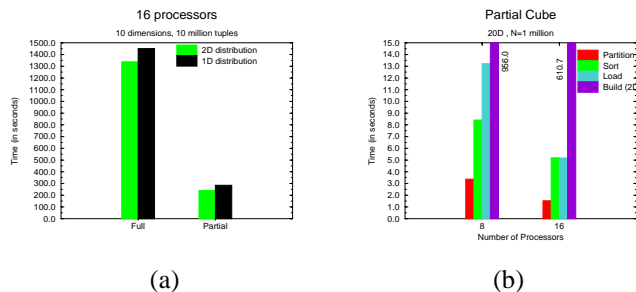 16 processors
10 dimensions, 10 million tuples
1500.0
1400.0
1300.0
1200.0
1100.0
1000.0
900.0
800.0
700.0
600.0
500.0
400.0
300.0
200.0
100.0
0.0
Time (in seconds)
2D distribution
1D distribution
Full
Partial
(a)
Partial Cube
20D , N=1 million
15.0
14.0
13.0
12.0
11.0
10.0
9.0
8.0
7.0
6.0
5.0
4.0
3.0
2.0
1.0
0.0
Time (in seconds)
956.0
610.7
Partition
Sort
Load
Build (2D
8
16
Number of Processors
(b)